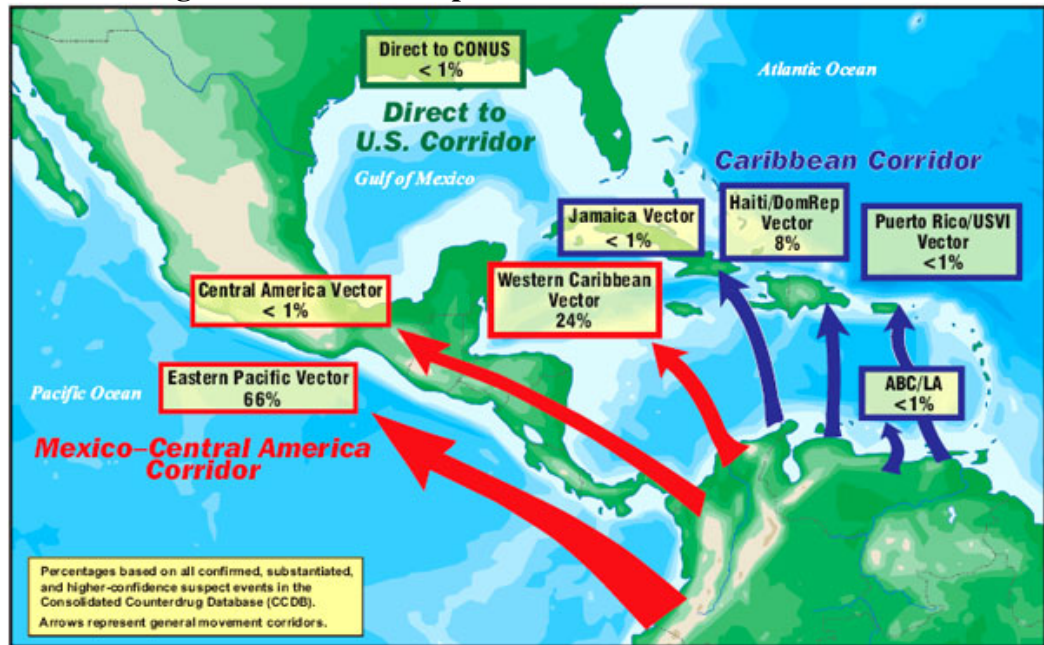 Direct to CONUS
< 1%
Direct to
U.S. Corridor
Gulf of Mexico
Atlantic Ocean
Caribbean Corridor
Jamaica Vector
< 1%
Haiti/DomRep
Vector
8%
Puerto Rico/USVI
Vector
<1%
Central America Vector
< 1%
Western Caribbean
Vector
24%
Pacific Ocean
Eastern Pacific Vector
66%
ABC/LA
<1%
Mexico–Central America
Corridor
Percentages based on all confirmed, substantiated,
and higher-confidence suspect events in the
Consolidated Counterdrug Database (CCDB).
Arrows represent general movement corridors.